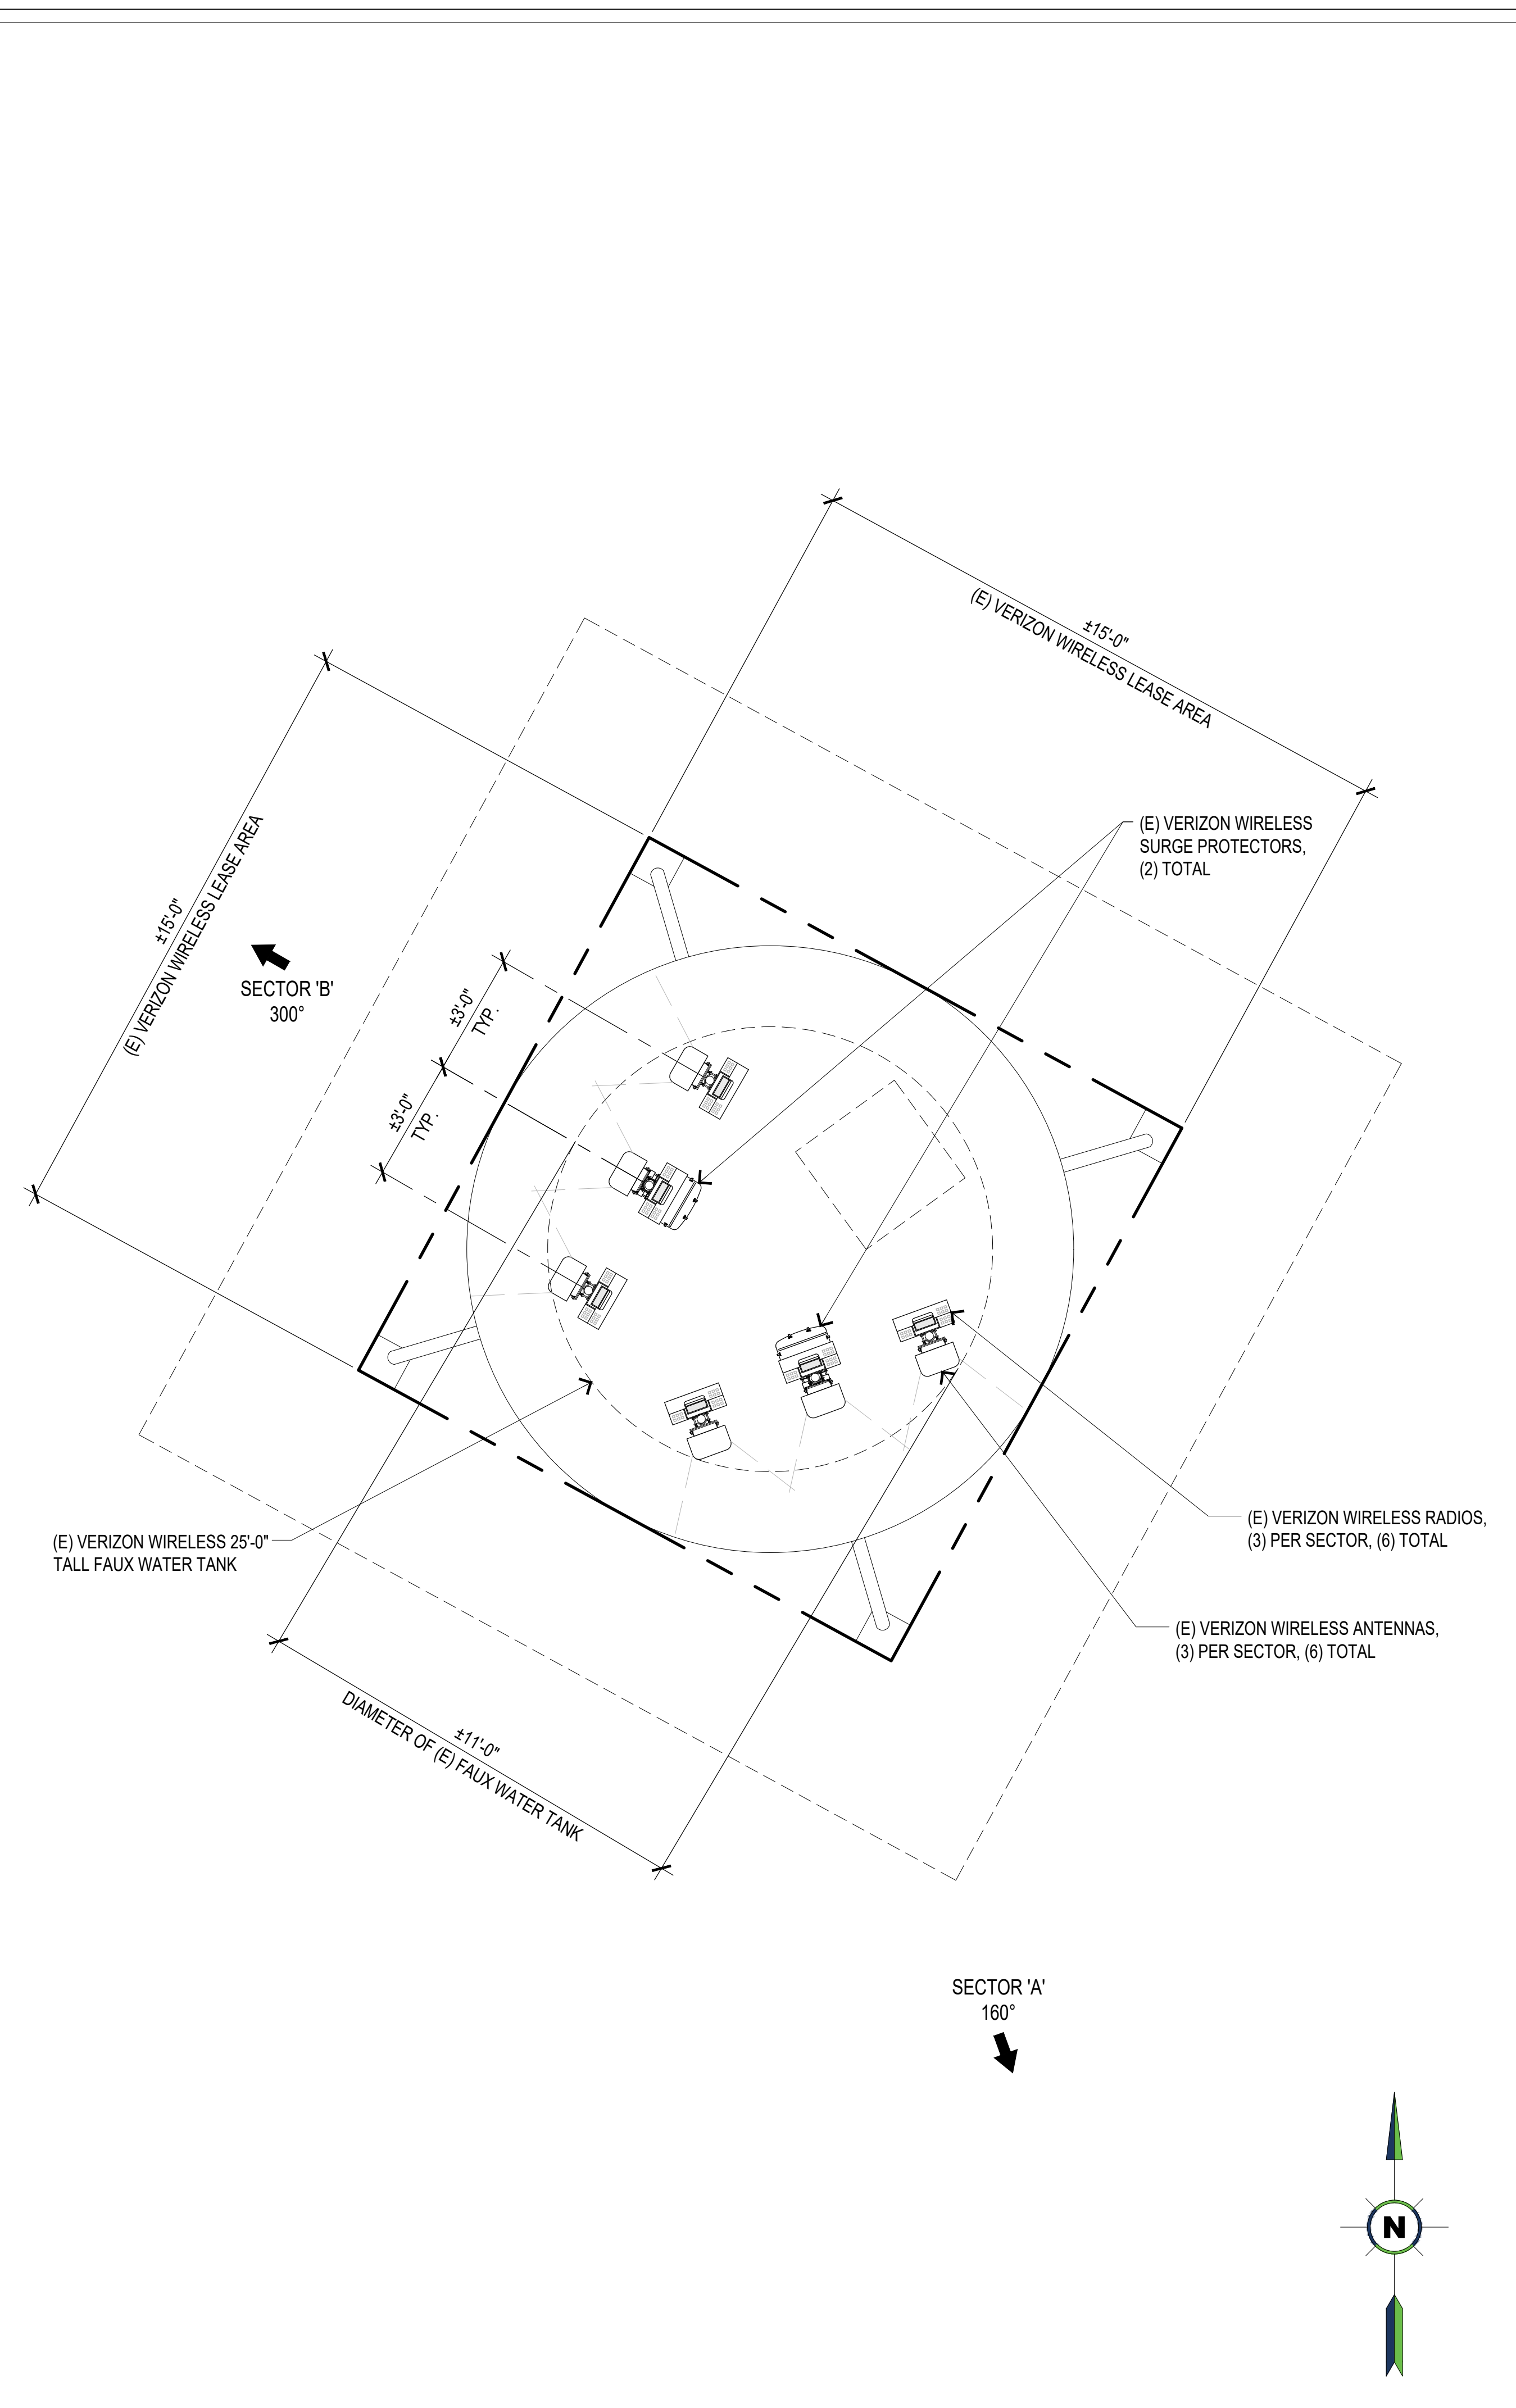 ±15'-0"
(E) VERIZON WIRELESS LEASE AREA
(E) VERIZON WIRELESS
SURGE PROTECTORS,
(2) TOTAL
±15'-0"
(E) VERIZON WIRELESS LEASE AREA
SECTOR 'B'
300°
±3'-0"
TYP.
±3'-0"
TYP.
(E) VERIZON WIRELESS RADIOS,
(3) PER SECTOR, (6) TOTAL
(E) VERIZON WIRELESS 25'-0"
TALL FAUX WATER TANK
(E) VERIZON WIRELESS ANTENNAS,
(3) PER SECTOR, (6) TOTAL
±11'-0"
DIAMETER OF (E) FAUX WATER TANK
SECTOR 'A'
160°
N